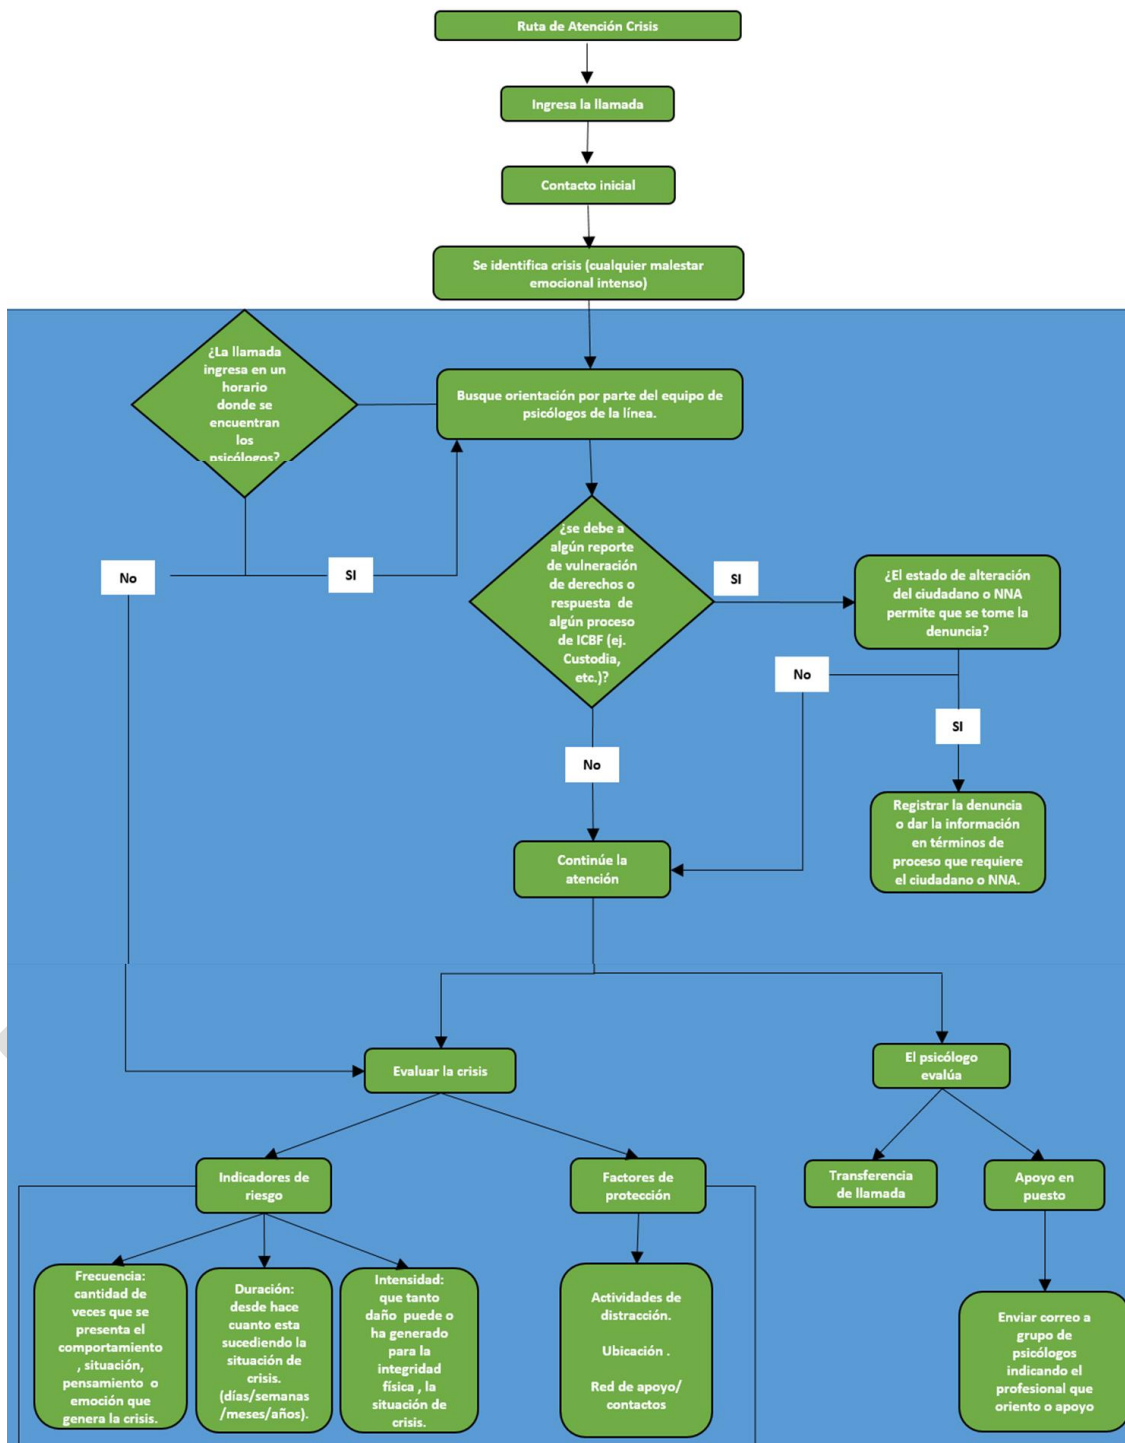 Ruta de Atención Crisis
Ingresa la llamada
Contacto inicial
Se identifica crisis (cualquier malestar
emocional intenso)
¿La llamada
ingresa en un
horario
donde se
encuentran
los
psicólogos?
Busque orientación por parte del equipo de
psicólogos de la línea.
No
SI
¿se debe a
algún reporte
de vulneración
de derechos o
respuesta de
algún proceso
de ICBF (ej.
Custodia,
etc.)?
SI
¿El estado de alteración
del ciudadano o NNA
permite que se tome la
denuncia?
No
SI
No
Registrar la denuncia
o dar la información
en términos de
proceso que requiere
el ciudadano o NNA.
Continúe la
atención
Evaluar la crisis
El psicólogo
evalúa
Indicadores de
riesgo
Factores de
protección
Transferencia
de llamada
Apoyo en
puesto
Frecuencia:
cantidad de
veces que se
presenta el
comportamiento
, situación,
pensamiento o
emoción que
genera la crisis.
Duración:
desde hace
cuanto esta
sucediendo la
situación de
crisis.
(días/semanas
/meses/años).
Intensidad:
que tanto
daño puede o
ha generado
para la
integridad
física , la
situación de
crisis.
Actividades de
distracción.
Ubicación .
Red de apoyo/
contactos
Enviar correo a
grupo de
psicólogos
indicando el
profesional que
oriento o apoyo